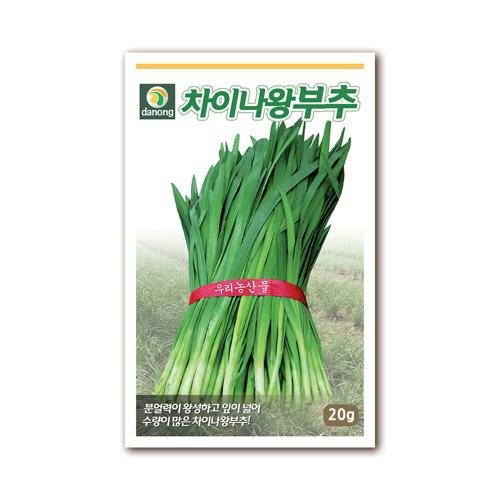 danong
차이나왕부추
우리농산물
분얼력이 왕성하고 잎이 넓어
수량이 많은 차이나왕부추!
20g